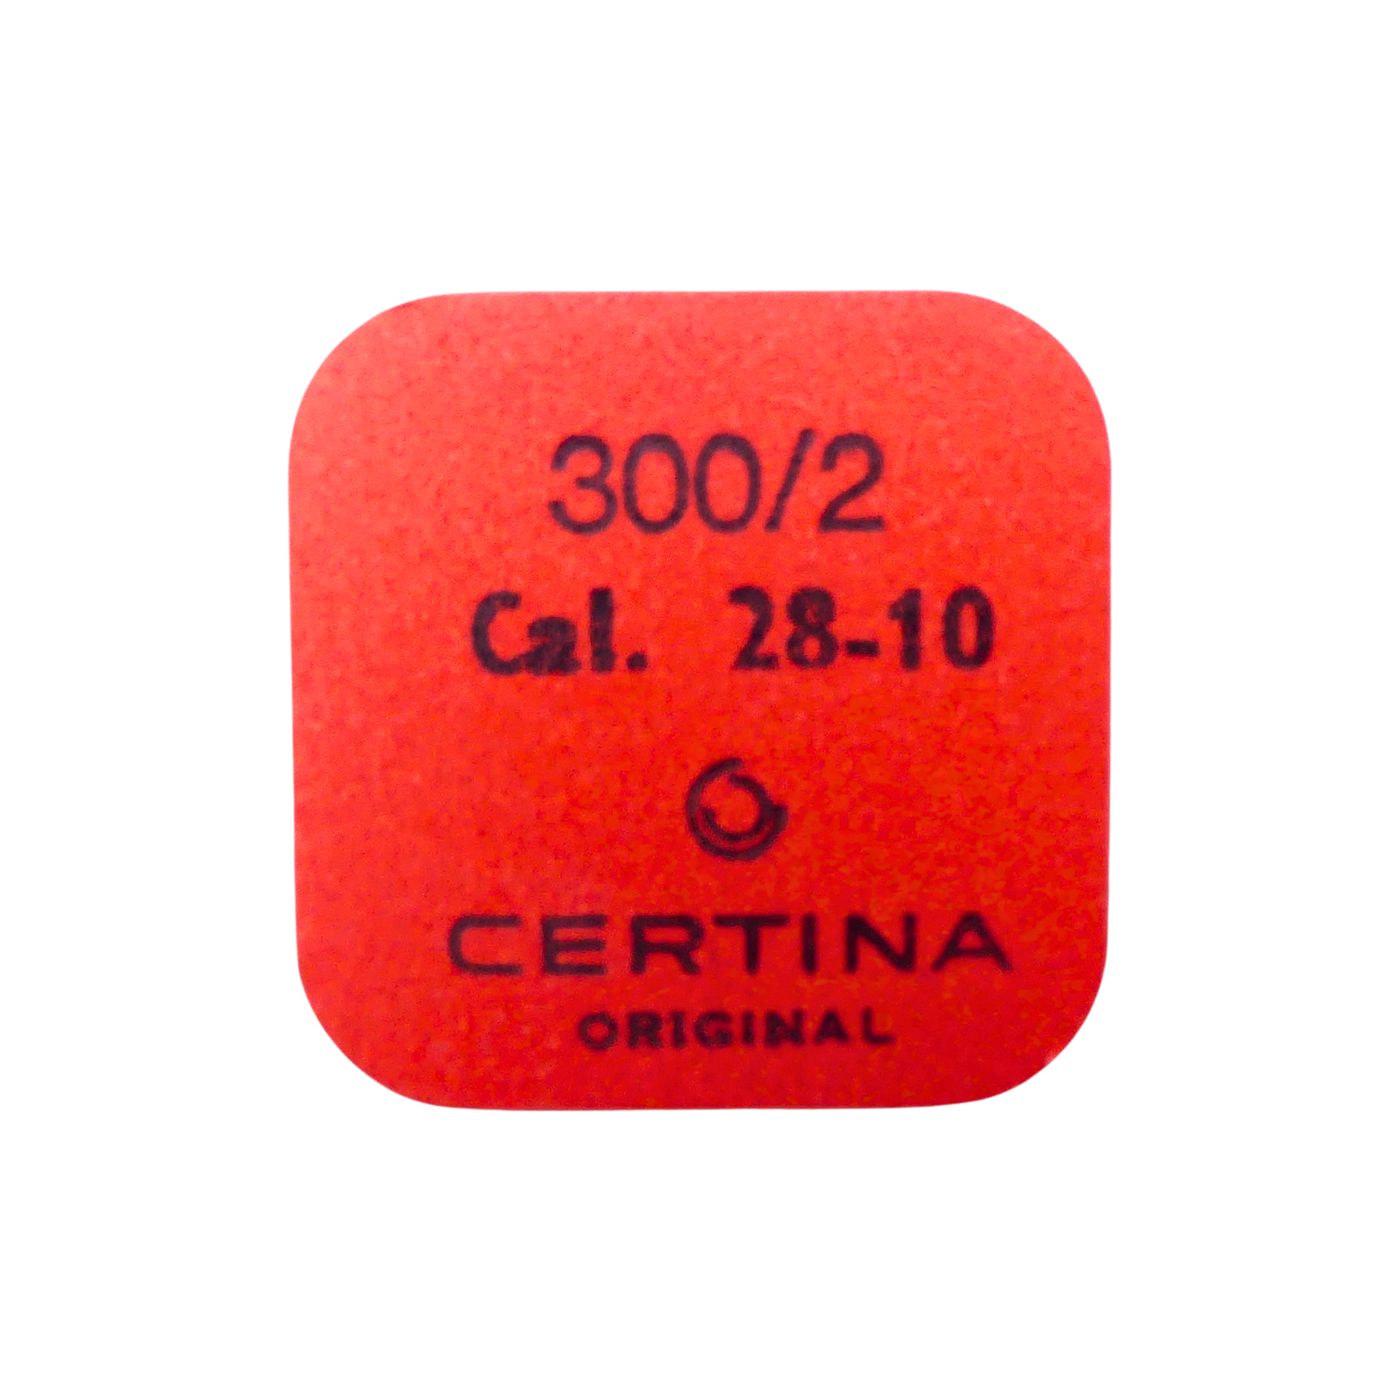 300/2
Cal. 28-10
CERTINA
ORIGINAL